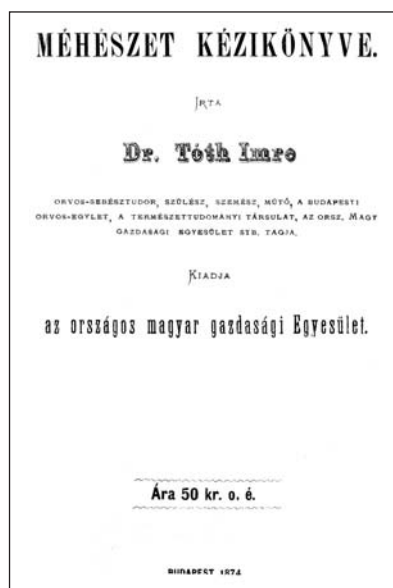 MÉHÉSZET KÉZIKÖNYVE.
IRTA
Dr. Tóth Imre
ORVOS-SEBÉSZTUDOR, SZÜLÉSZ, SZEMÉSZ, MŰTŐ, A BUDAPESTI
ORVOS-EGYLET, A TERMÉSZETTUDOMÁNYI TÁRSULAT, AZ ORSZ. MAGY
GAZDASÁGI EGYESÜLET STB. TAGJA.
KIADJA
az országos magyar gazdasági Egyesület.
Ára 50 kr. o. é.
BUDAPEST 1874